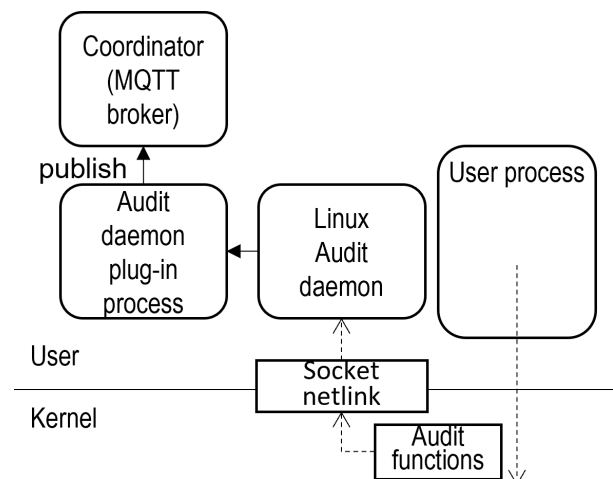 Coordinator
(MQTT
broker)
publish
Audit
daemon
plug-in
process
Linux
Audit
daemon
User process
User
Socket
netlink
Kernel
Audit
functions